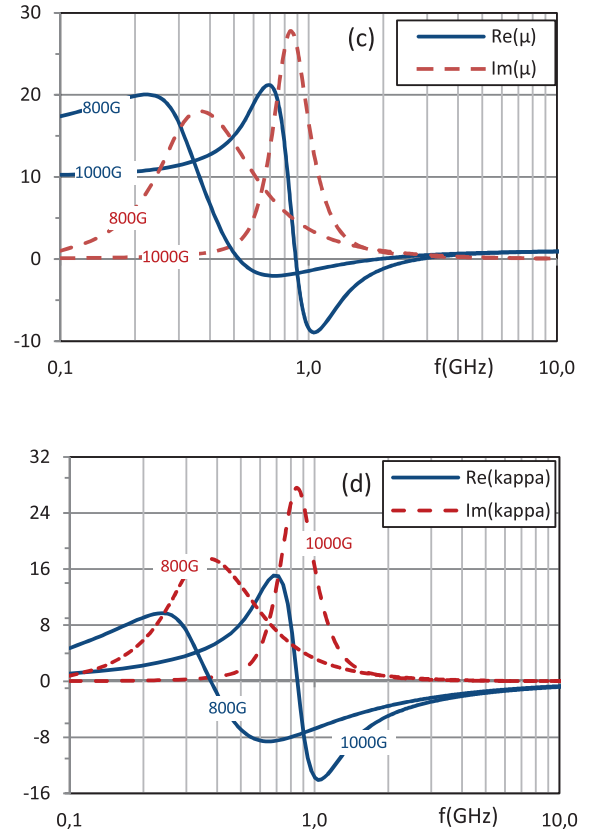 30
(c)
Re(μ)
Im(μ)
20
800G
10
1000G
800G
0
1000G
-10
0,1
1,0
f(GHz)
10,0
32
(d)
Re(kappa)
Im(kappa)
24
1000G
16
800G
8
0
800G
-8
1000G
-16
0,1
1,0
f(GHz)
10,0